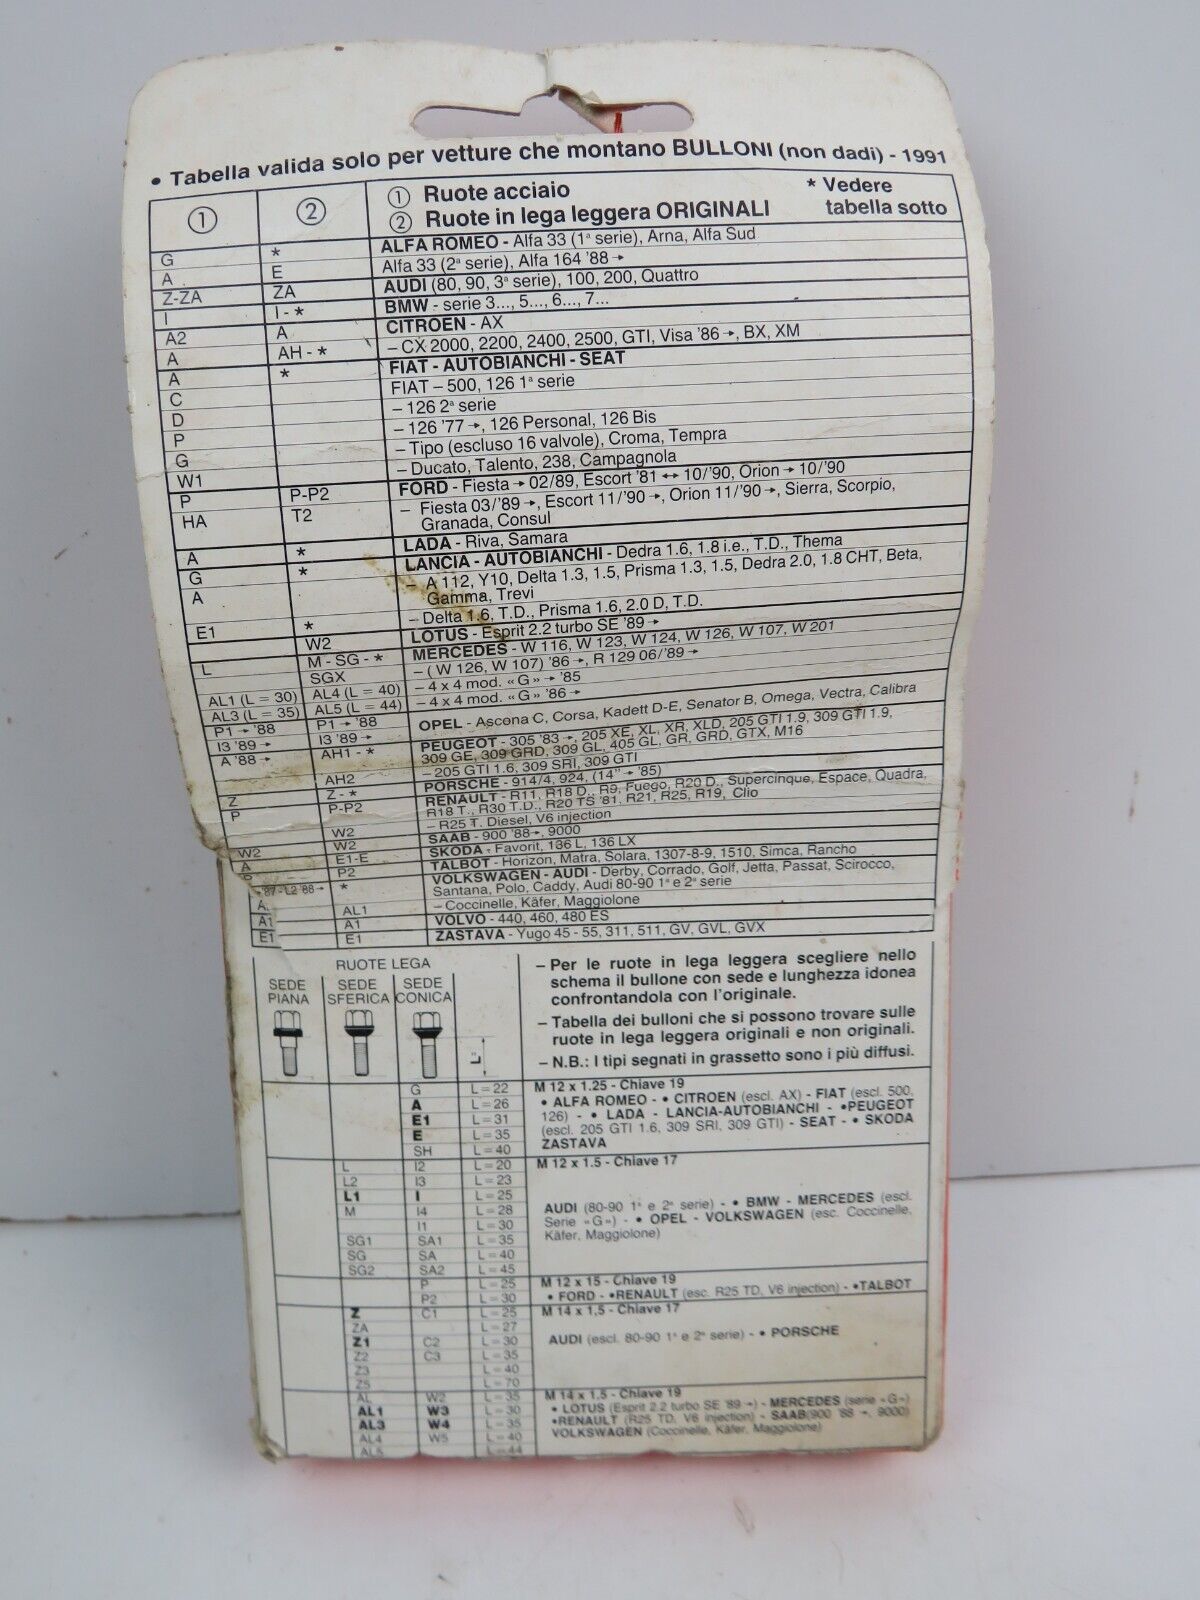 • Tabella valida solo per vetture che montano BULLONI (non dadi) - 1991
① ② ① Ruote acciaio * Vedere
② Ruote in lega leggera ORIGINALI tabella sotto
G * ALFA ROMEO - Alfa 33 (1ª serie), Arna, Alfa Sud
A E Alfa 33 (2ª serie), Alfa 164 '88 →
Z-ZA ZA AUDI (80, 90, 3ª serie), 100, 200, Quattro
I I - * BMW - serie 3..., 5..., 6..., 7...
A2 A CITROEN - AX
A AH - * – CX 2000, 2200, 2400, 2500, GTI, Visa '86 →, BX, XM
A * FIAT - AUTOBIANCHI - SEAT
C FIAT – 500, 126 1ª serie
D – 126 2ª serie
P – 126 '77 →, 126 Personal, 126 Bis
G – Tipo (escluso 16 valvole), Croma, Tempra
W1 – Ducato, Talento, 238, Campagnola
P P-P2 FORD - Fiesta → 02/89, Escort '81 ↔ 10/'90, Orion → 10/'90
HA T2 – Fiesta 03/'89 →, Escort 11/'90 →, Orion 11/'90 →, Sierra, Scorpio,
Granada, Consul
A * LADA - Riva, Samara
G * LANCIA - AUTOBIANCHI - Dedra 1.6, 1.8 i.e., T.D., Thema
A – A 112, Y10, Delta 1.3, 1.5, Prisma 1.3, 1.5, Dedra 2.0, 1.8 CHT, Beta,
Gamma, Trevi
E1 * – Delta 1.6, T.D., Prisma 1.6, 2.0 D, T.D.
W2 LOTUS - Esprit 2.2 turbo SE '89 →
L M - SG - * MERCEDES - W 116, W 123, W 124, W 126, W 107, W 201
SGX – ( W 126, W 107) '86 →, R 129 06/'89 →
AL1 (L = 30) AL4 (L = 40) – 4 x 4 mod. «G» → '85
AL3 (L = 35) AL5 (L = 44) – 4 x 4 mod. «G» '86 →
P1 → '88 P1 → '88 OPEL - Ascona C, Corsa, Kadett D-E, Senator B, Omega, Vectra, Calibra
I3 '89 → I3 '89 →
A '88 → AH1 - * PEUGEOT - 305 '83 →, 205 XE, XL, XR, XLD, 205 GTI 1.9, 309 GTI 1.9,
309 GE, 309 GRD, 309 GL, 405 GL, GR, GRD, GTX, M16
AH2 – 205 GTI 1.6, 309 SRI, 309 GTI
Z Z - * PORSCHE - 914/4, 924, (14" → '85)
P P-P2 RENAULT - R11, R18 D., R9, Fuego, R20 D., Supercinque, Espace, Quadra,
R18 T., R30 T.D., R20 TS '81, R21, R25, R19, Clio
W2 – R25 T. Diesel, V6 injection
W2 W2 SAAB - 900 '88→, 9000
A E1-E SKODA - Favorit, 136 L, 136 LX
P P2 TALBOT - Horizon, Matra, Solara, 1307-8-9, 1510, Simca, Rancho
'87 - L2 '88 → * VOLKSWAGEN - AUDI - Derby, Corrado, Golf, Jetta, Passat, Scirocco,
Santana, Polo, Caddy, Audi 80-90 1ª e 2ª serie
AL1 – Coccinelle, Käfer, Maggiolone
A1 A1 VOLVO - 440, 460, 480 ES
E1 E1 ZASTAVA - Yugo 45 - 55, 311, 511, GV, GVL, GVX
RUOTE LEGA
SEDE PIANA SEDE SFERICA SEDE CONICA
L
– Per le ruote in lega leggera scegliere nello
schema il bullone con sede e lunghezza idonea
confrontandola con l'originale.
– Tabella dei bulloni che si possono trovare sulle
ruote in lega leggera originali e non originali.
– N.B.: I tipi segnati in grassetto sono i più diffusi.
G L=22 M 12 x 1.25 - Chiave 19
A L=26 • ALFA ROMEO - • CITROEN (escl. AX) - FIAT (escl. 500,
E1 L=31 126) - • LADA - LANCIA-AUTOBIANCHI - •PEUGEOT
E L=35 (escl. 205 GTI 1.6, 309 SRI, 309 GTI) - SEAT - • SKODA
SH L=40 ZASTAVA
L I2 L=20 M 12 x 1.5 - Chiave 17
L2 I3 L=23
L1 I L=25 AUDI (80-90 1ª e 2ª serie) - • BMW - MERCEDES (escl.
M I4 L=28 Serie «G») - • OPEL - VOLKSWAGEN (esc. Coccinelle,
I1 L=30 Käfer, Maggiolone)
SG1 SA1 L=35
SG SA L=40
SG2 SA2 L=45
P L=25 M 12 x 15 - Chiave 19
P2 L=30 • FORD - •RENAULT (esc. R25 TD, V6 injection) - •TALBOT
Z C1 L=25 M 14 x 1,5 - Chiave 17
ZA L=27
Z1 C2 L=30 AUDI (escl. 80-90 1ª e 2ª serie) - • PORSCHE
Z2 C3 L=35
Z3 L=40
Z5 L=70
AL W2 L=35 M 14 x 1.5 - Chiave 19
AL1 W3 L=30 • LOTUS (Esprit 2.2 turbo SE '89 →) - MERCEDES (serie «G»)
AL3 W4 L=35 •RENAULT (R25 TD, V6 injection) - SAAB(900 '88 →, 9000)
AL4 W5 L=40 VOLKSWAGEN (Coccinelle, Käfer, Maggiolone)
AL5 L=44